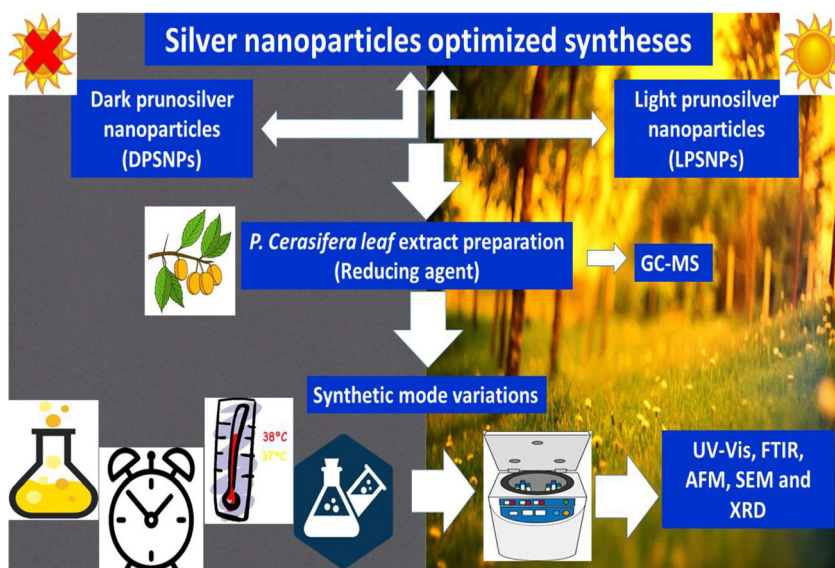 Silver nanoparticles optimized syntheses
Dark prunosilver
nanoparticles
(DPSNPs)
Light prunosilver
nanoparticles
(LPSNPs)
P. Cerasifera leaf extract preparation
(Reducing agent)
GC-MS
Synthetic mode variations
38°C
37°C
UV-Vis, FTIR,
AFM, SEM and
XRD